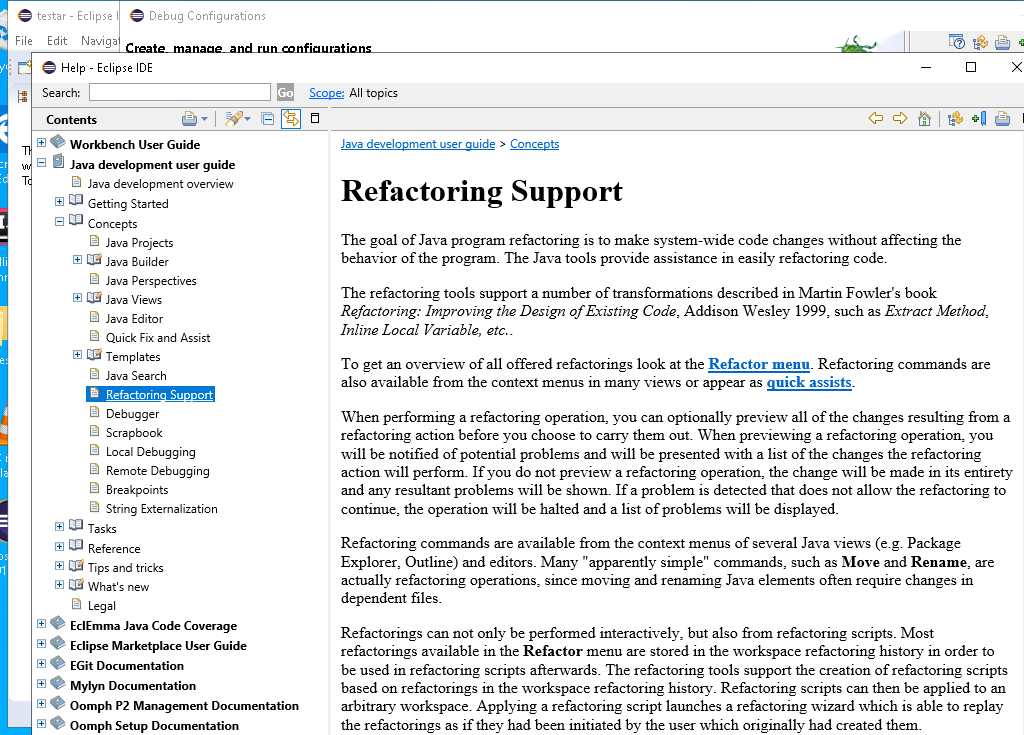 testar - Eclipse I
Debug Configurations
File Edit Navigat
Create, manage, and run configurations
Help - Eclipse IDE
Search:
Go
Scope: All topics
Contents
Workbench User Guide
Java development user guide
Java development overview
Getting Started
Concepts
Java Projects
Java Builder
Java Perspectives
Java Views
Java Editor
Quick Fix and Assist
Templates
Java Search
Refactoring Support
Debugger
Scrapbook
Local Debugging
Remote Debugging
Breakpoints
String Externalization
Tasks
Reference
Tips and tricks
What's new
Legal
EclEmma Java Code Coverage
Eclipse Marketplace User Guide
EGit Documentation
Mylyn Documentation
Oomph P2 Management Documentation
Oomph Setup Documentation
Java development user guide > Concepts
Refactoring Support
The goal of Java program refactoring is to make system-wide code changes without affecting the
behavior of the program. The Java tools provide assistance in easily refactoring code.
The refactoring tools support a number of transformations described in Martin Fowler's book
Refactoring: Improving the Design of Existing Code, Addison Wesley 1999, such as Extract Method,
Inline Local Variable, etc..
To get an overview of all offered refactorings look at the Refactor menu. Refactoring commands are
also available from the context menus in many views or appear as quick assists.
When performing a refactoring operation, you can optionally preview all of the changes resulting from a
refactoring action before you choose to carry them out. When previewing a refactoring operation, you
will be notified of potential problems and will be presented with a list of the changes the refactoring
action will perform. If you do not preview a refactoring operation, the change will be made in its entirety
and any resultant problems will be shown. If a problem is detected that does not allow the refactoring to
continue, the operation will be halted and a list of problems will be displayed.
Refactoring commands are available from the context menus of several Java views (e.g. Package
Explorer, Outline) and editors. Many "apparently simple" commands, such as Move and Rename, are
actually refactoring operations, since moving and renaming Java elements often require changes in
dependent files.
Refactorings can not only be performed interactively, but also from refactoring scripts. Most
refactorings available in the Refactor menu are stored in the workspace refactoring history in order to
be used in refactoring scripts afterwards. The refactoring tools support the creation of refactoring scripts
based on refactorings in the workspace refactoring history. Refactoring scripts can then be applied to an
arbitrary workspace. Applying a refactoring script launches a refactoring wizard which is able to replay
the refactorings as if they had been initiated by the user which originally had created them.